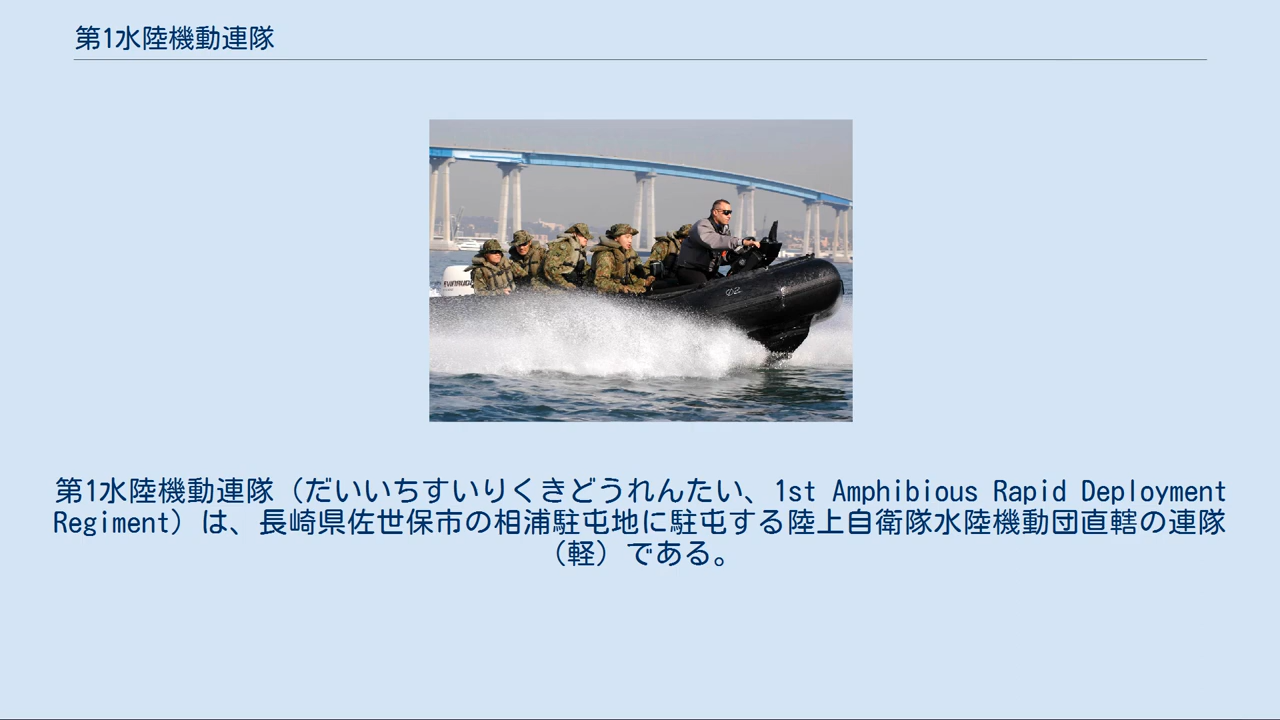 第1水陸機動連隊
EVINRUDE
第1水陸機動連隊（だいいちすいりくきどうれんたい、1st Amphibious Rapid Deployment
Regiment）は、長崎県佐世保市の相浦駐屯地に駐屯する陸上自衛隊水陸機動団直轄の連隊
（軽）である。